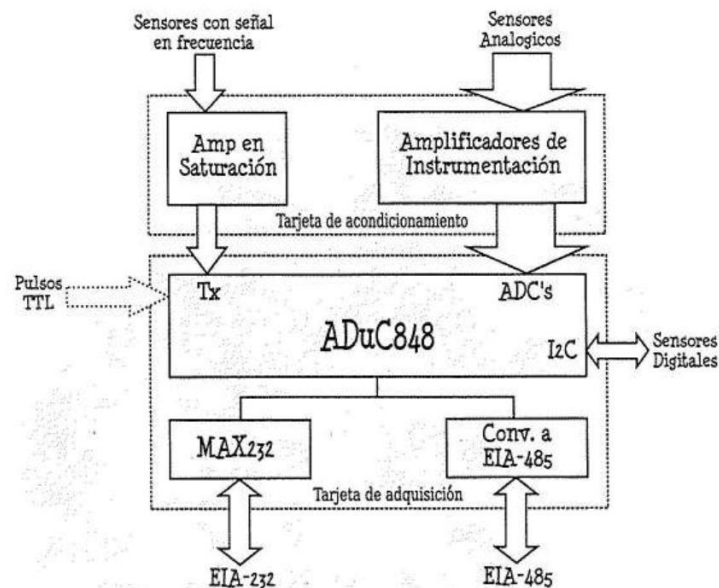 Sensores con señal
en frecuencia
Sensores
Analogicos
Amp en
Saturación
Amplificadores de
Instrumentación
Tarjeta de acondicionamiento
Pulsos
TTL
Tx
ADC's
ADuC848
I2C
Sensores
Digitales
MAX232
Conv. a
EIA-485
Tarjeta de adquisición
EIA-232
EIA-485